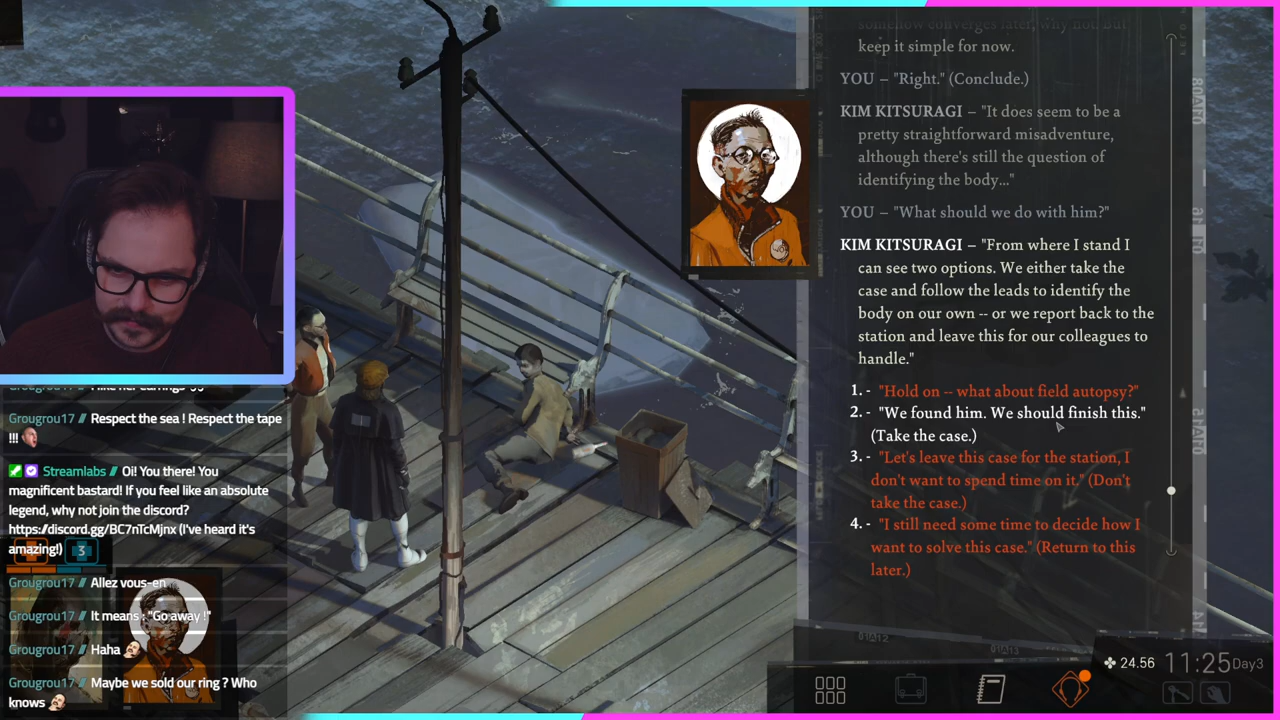 somehow converges later, why not. But
keep it simple for now.
YOU – "Right." (Conclude.)
KIM KITSURAGI – "It does seem to be a
pretty straightforward misadventure,
although there's still the question of
identifying the body..."
YOU – "What should we do with him?"
KIM KITSURAGI – "From where I stand I
can see two options. We either take the
case and follow the leads to identify the
body on our own -- or we report back to the
station and leave this for our colleagues to
handle."
1. - "Hold on -- what about field autopsy?"
2. - "We found him. We should finish this."
(Take the case.)
3. - "Let's leave this case for the station, I
don't want to spend time on it." (Don't
take the case.)
4. - "I still need some time to decide how I
want to solve this case." (Return to this
later.)
24.56 11:25 Day3
Grougrou17 // Respect the sea ! Respect the tape
!!!
Streamlabs // Oi! You there! You
magnificent bastard! If you feel like an absolute
legend, why not join the discord?
https://discord.gg/BC7nTcMjnx (I've heard it's
amazing!)
3
Grougrou17 // Allez vous-en
Grougrou17 // It means : "Go away !"
Grougrou17 // Haha
Grougrou17 // Maybe we sold our ring ? Who
knows